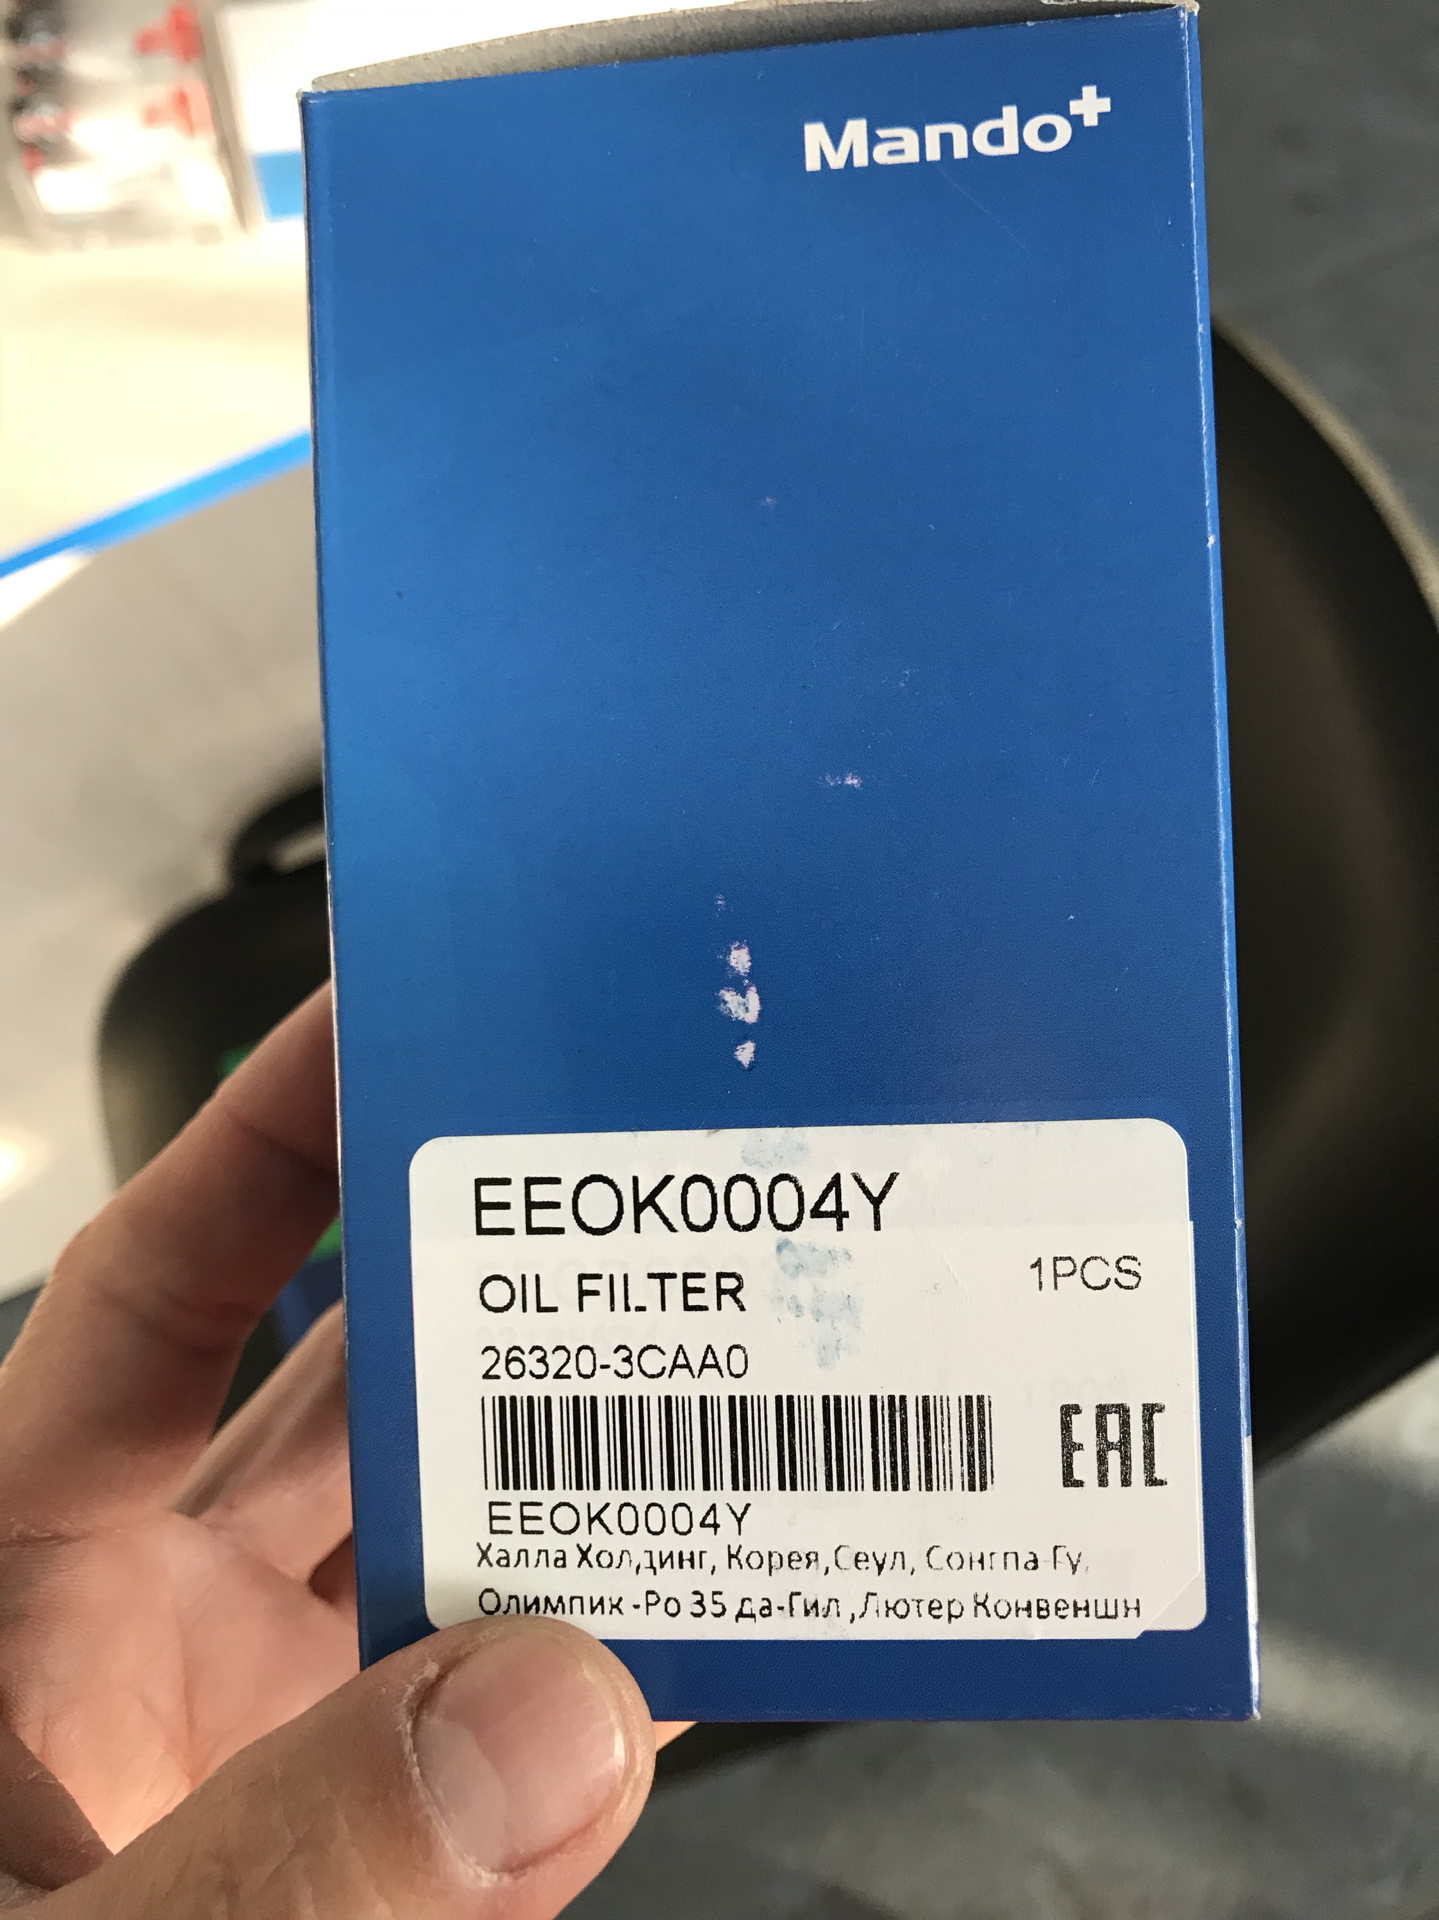 Mando+
EEOK0004Y
OIL FILTER
1PCS
26320-3CAA0
EAC
EEOK0004Y
Халла Холдинг, Корея,Сеул, Сонгпа-Гу,
Олимпик-Ро 35 да-Гил ,Лютер Конвеншн